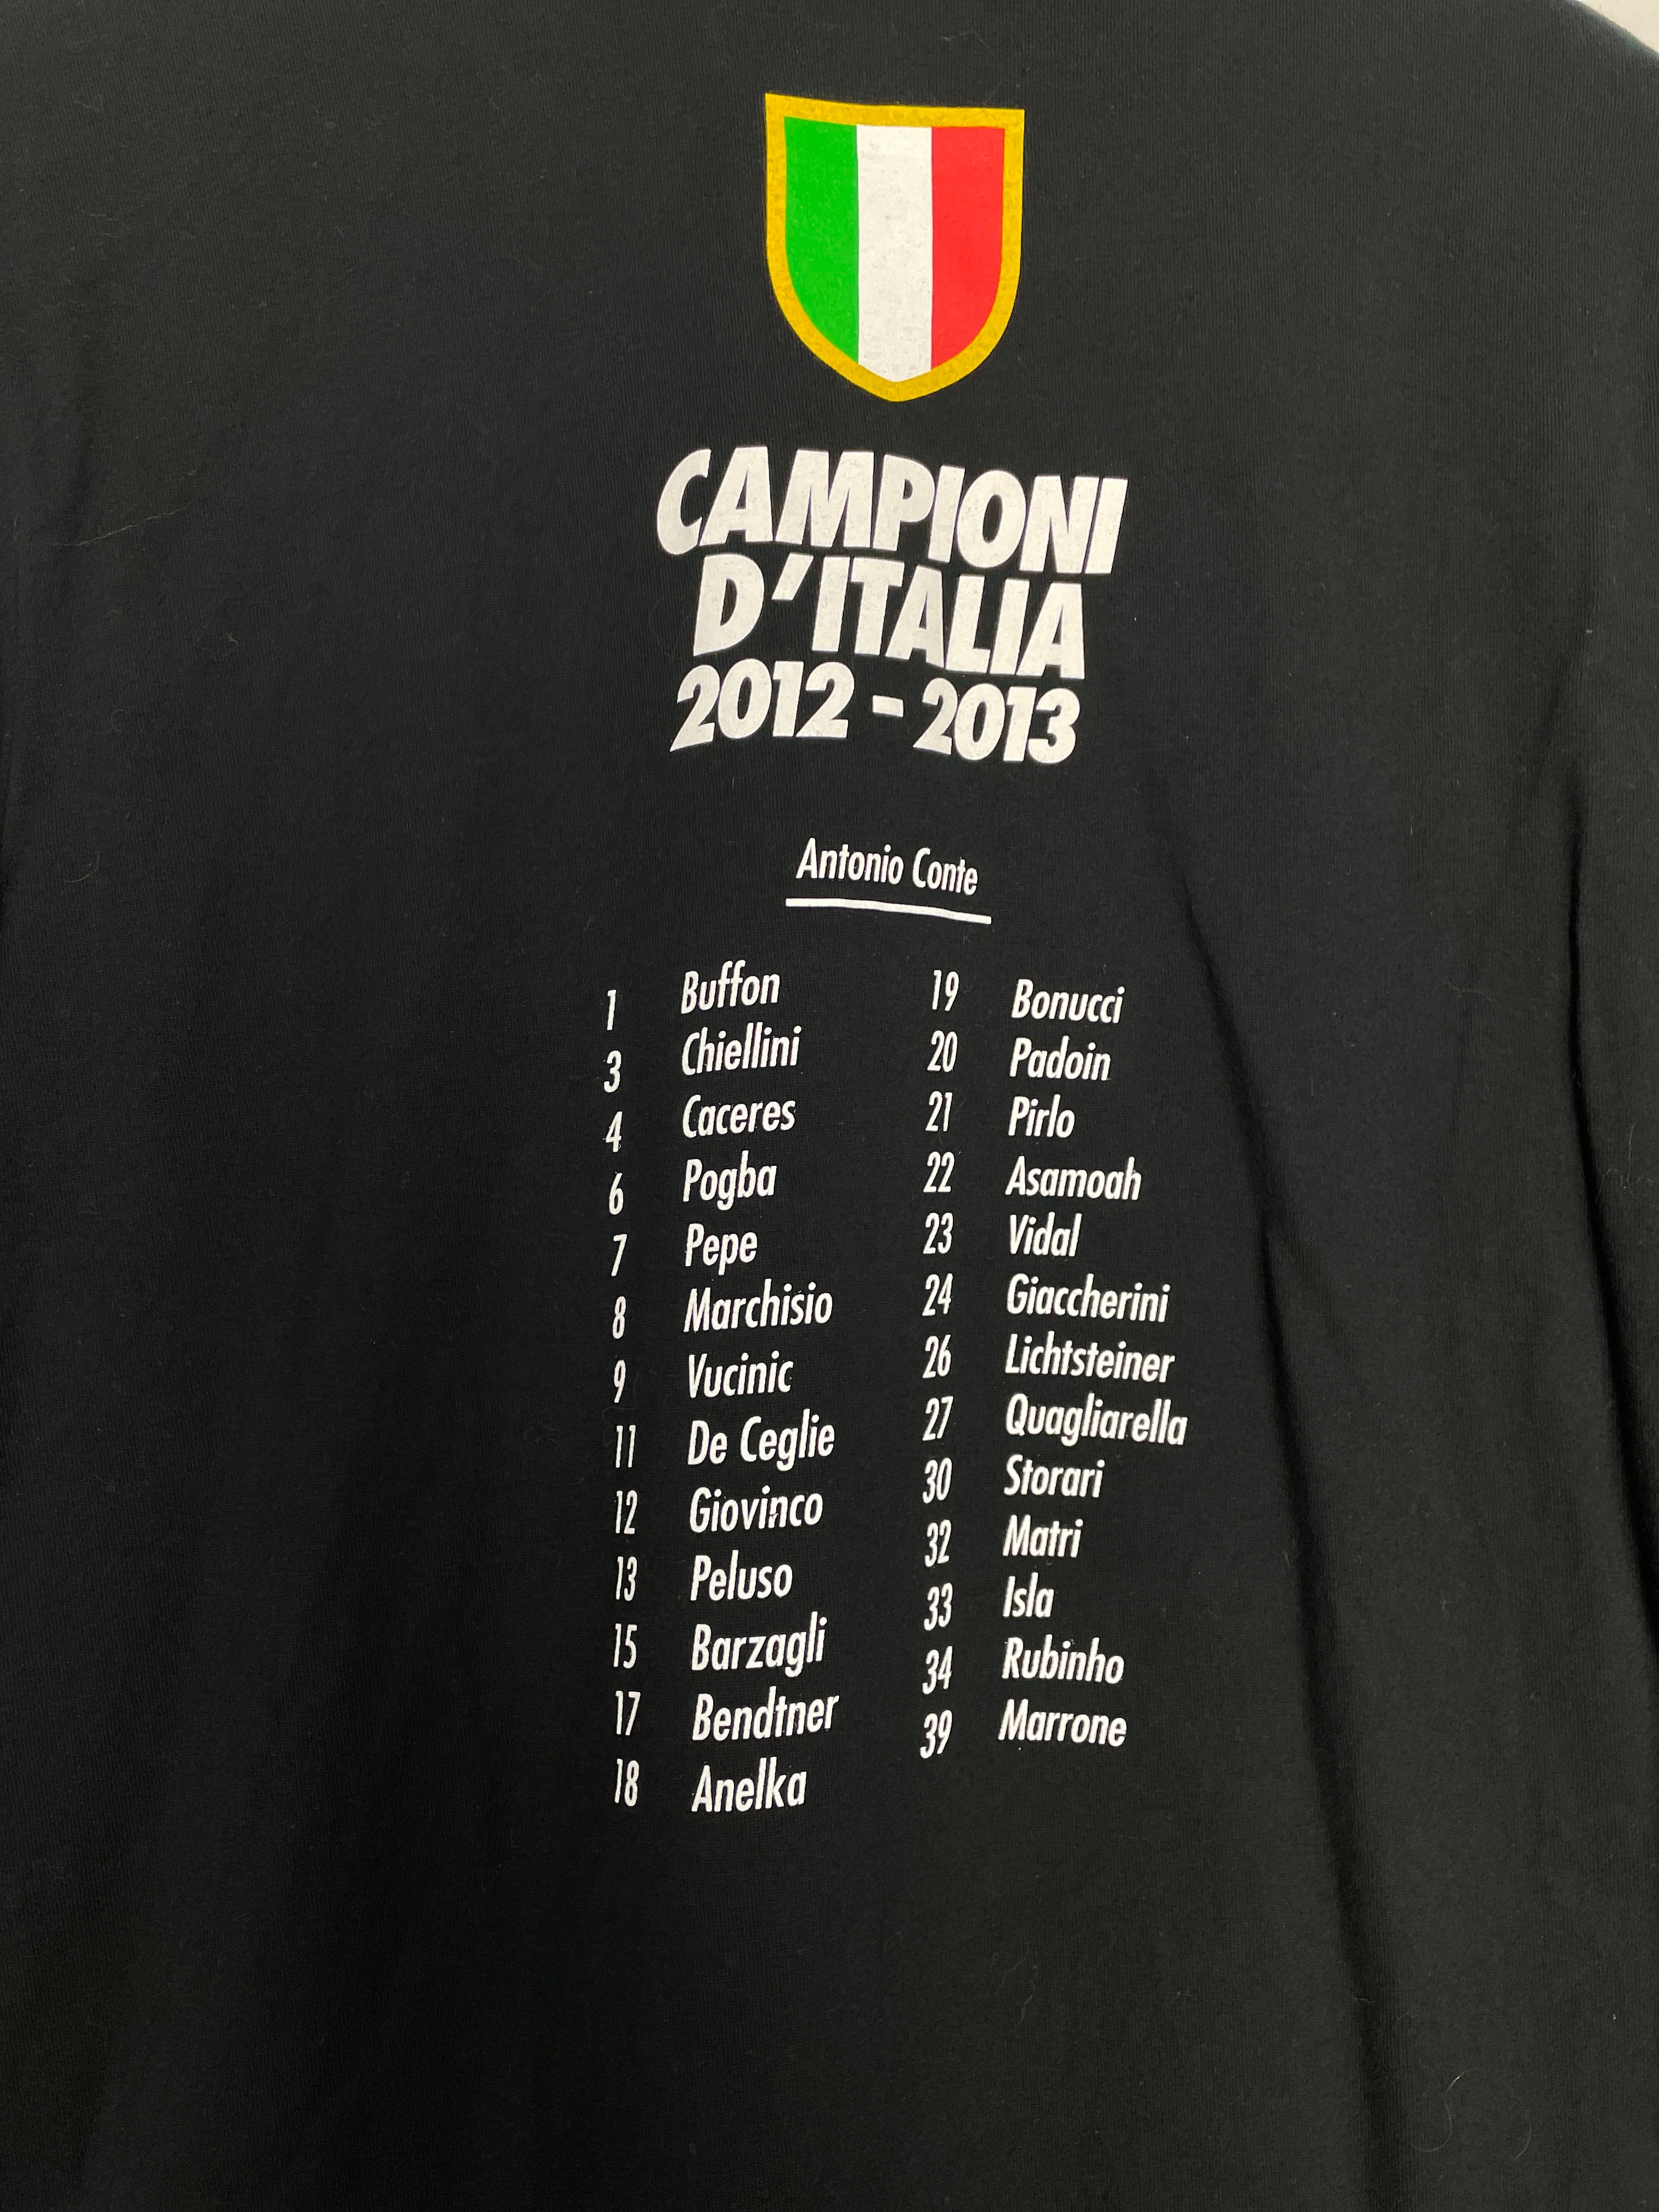 CAMPIONI
D'ITALIA
2012 - 2013
Antonio Conte
1 Buffon
3 Chiellini
4 Caceres
6 Pogba
7 Pepe
8 Marchisio
9 Vucinic
11 De Ceglie
12 Giovinco
13 Peluso
15 Barzagli
17 Bendtner
18 Anelka
19 Bonucci
20 Padoin
21 Pirlo
22 Asamoah
23 Vidal
24 Giaccherini
26 Lichtsteiner
27 Quagliarella
30 Storari
32 Matri
33 Isla
34 Rubinho
39 Marrone